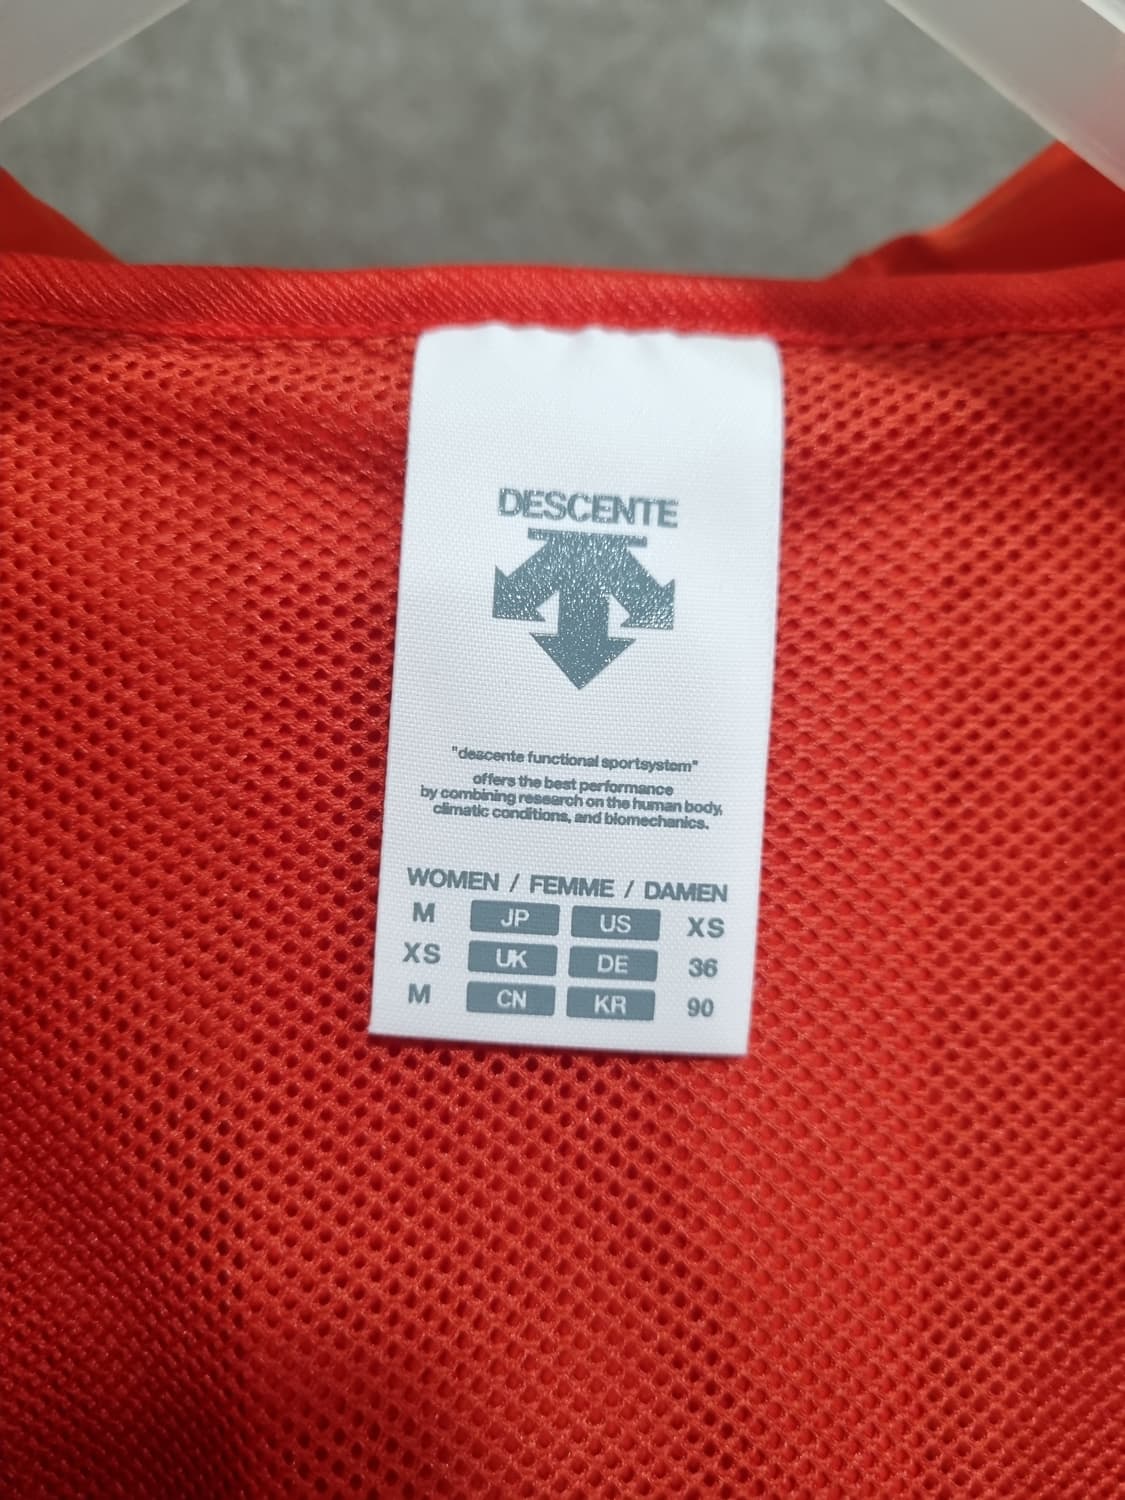 DESCENTE
"descente functional sportsystem"
offers the best performance
by combining research on the human body,
climatic conditions, and biomechanics.
WOMEN / FEMME / DAMEN
M JP US XS
XS UK DE 36
M CN KR 90